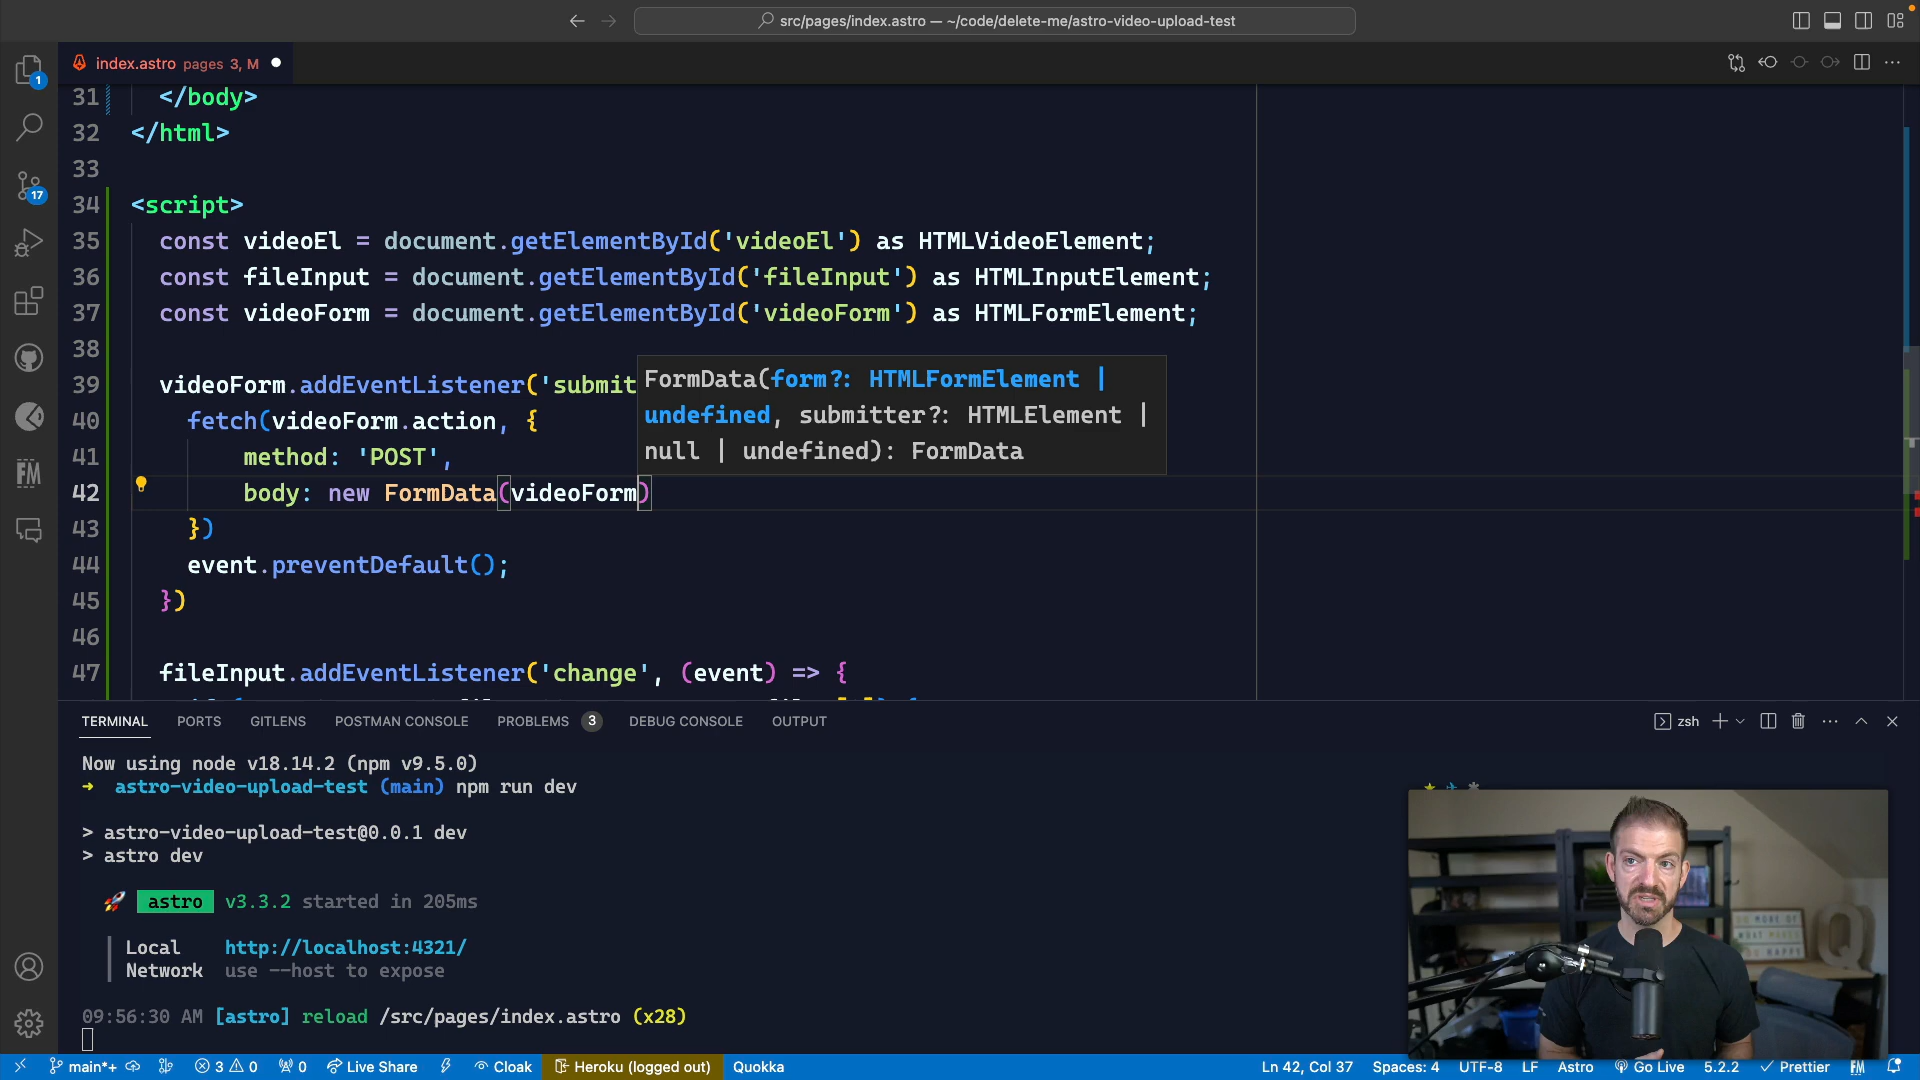 src/pages/index.astro — ~/code/delete-me/astro-video-upload-test
index.astro pages 3, M
1
17
31 </body>
32 </html>
33
34 <script>
35 const videoEl = document.getElementById('videoEl') as HTMLVideoElement;
36 const fileInput = document.getElementById('fileInput') as HTMLInputElement;
37 const videoForm = document.getElementById('videoForm') as HTMLFormElement;
38
39 videoForm.addEventListener('submit
FormData(form?: HTMLFormElement |
undefined, submitter?: HTMLElement |
null | undefined): FormData
40 fetch(videoForm.action, {
41 method: 'POST',
42 body: new FormData(videoForm)
43 })
44 event.preventDefault();
45 })
46
47 fileInput.addEventListener('change', (event) => {
FM
TERMINAL PORTS GITLENS POSTMAN CONSOLE PROBLEMS 3 DEBUG CONSOLE OUTPUT
zsh
Now using node v18.14.2 (npm v9.5.0)
➜ astro-video-upload-test (main) npm run dev
> astro-video-upload-test@0.0.1 dev
> astro dev
🚀 astro v3.3.2 started in 205ms
Local http://localhost:4321/
Network use --host to expose
09:56:30 AM [astro] reload /src/pages/index.astro (x28)
DO MORE OF
WHAT MAKES
Q
main*+ 3 0 0 Live Share Cloak Heroku (logged out) Quokka Ln 42, Col 37 Spaces: 4 UTF-8 LF Astro Go Live 5.2.2 Prettier FM